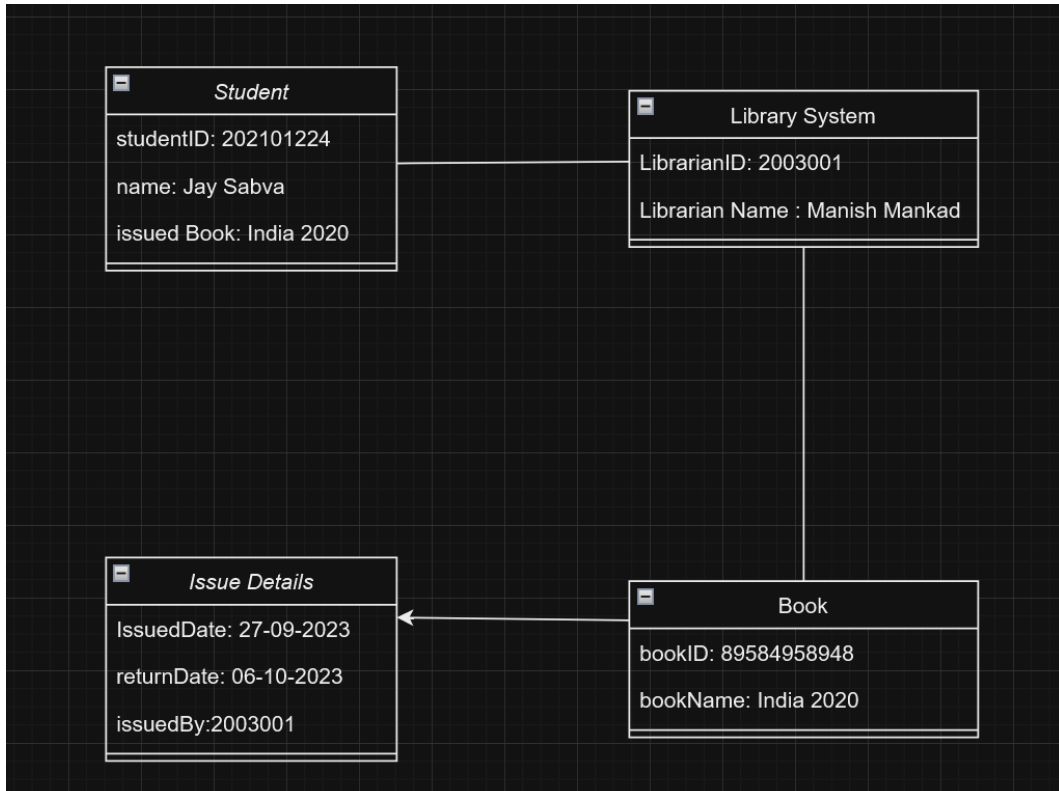 Student
studentID: 202101224
name: Jay Sabva
issued Book: India 2020
Library System
LibrarianID: 2003001
Librarian Name : Manish Mankad
Issue Details
IssuedDate: 27-09-2023
returnDate: 06-10-2023
issuedBy:2003001
Book
bookID: 89584958948
bookName: India 2020